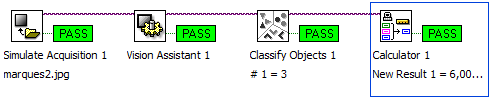 PASS PASS PASS PASS
Simulate Acquisition 1 Vision Assistant 1 Classify Objects 1 Calculator 1
marques2.jpg # 1 = 3 New Result 1 = 6,00...